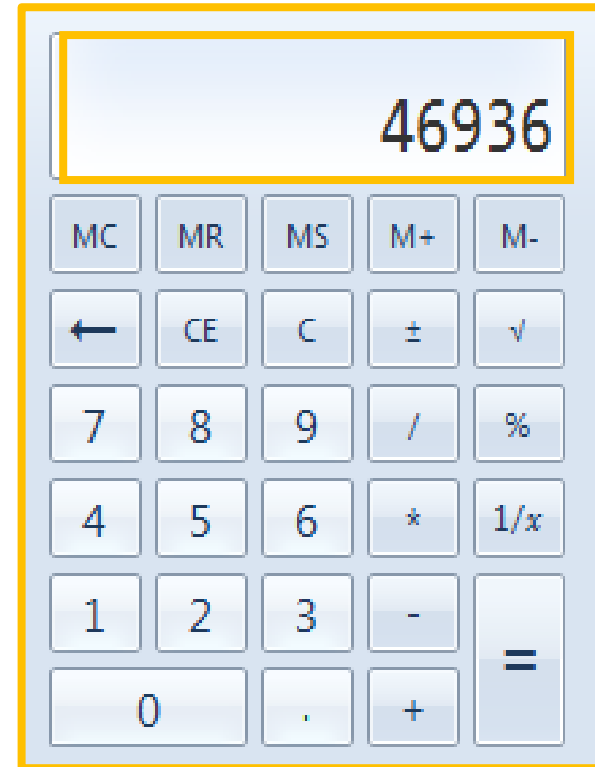 46936
MC MR MS M+ M-
← CE C ± √
7 8 9 / %
4 5 6 * 1/x
1 2 3 - =
0 . +